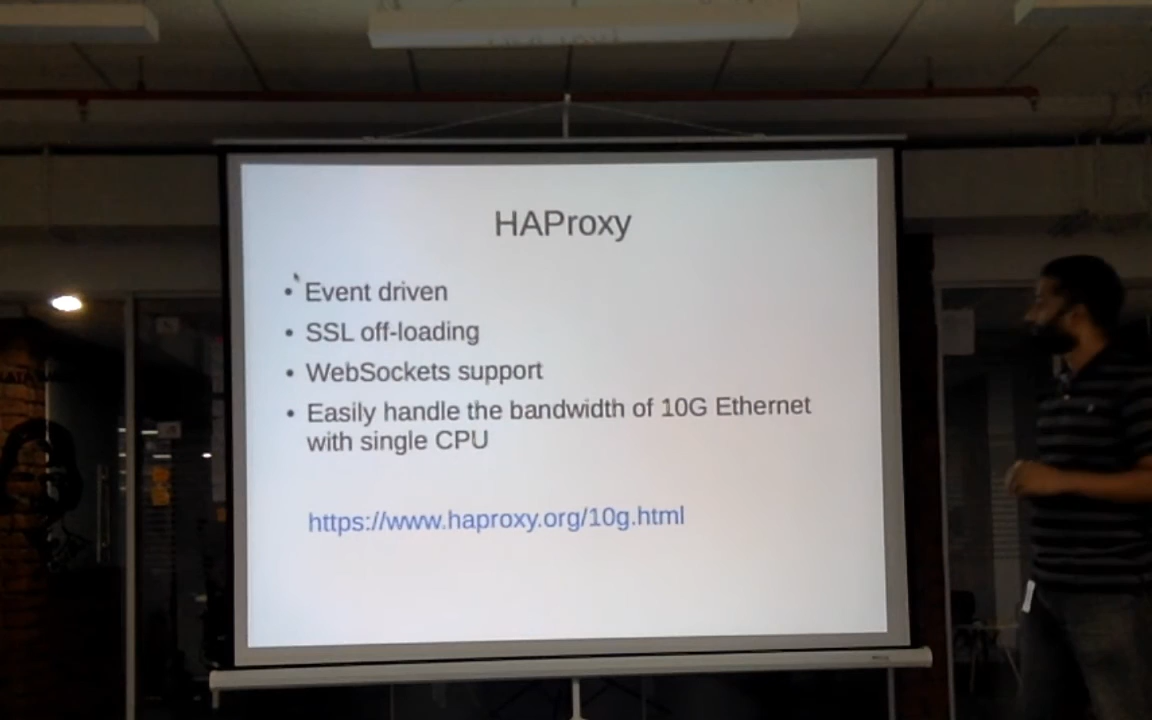 HAProxy
• Event driven
• SSL off-loading
• WebSockets support
• Easily handle the bandwidth of 10G Ethernet
with single CPU
https://www.haproxy.org/10g.html